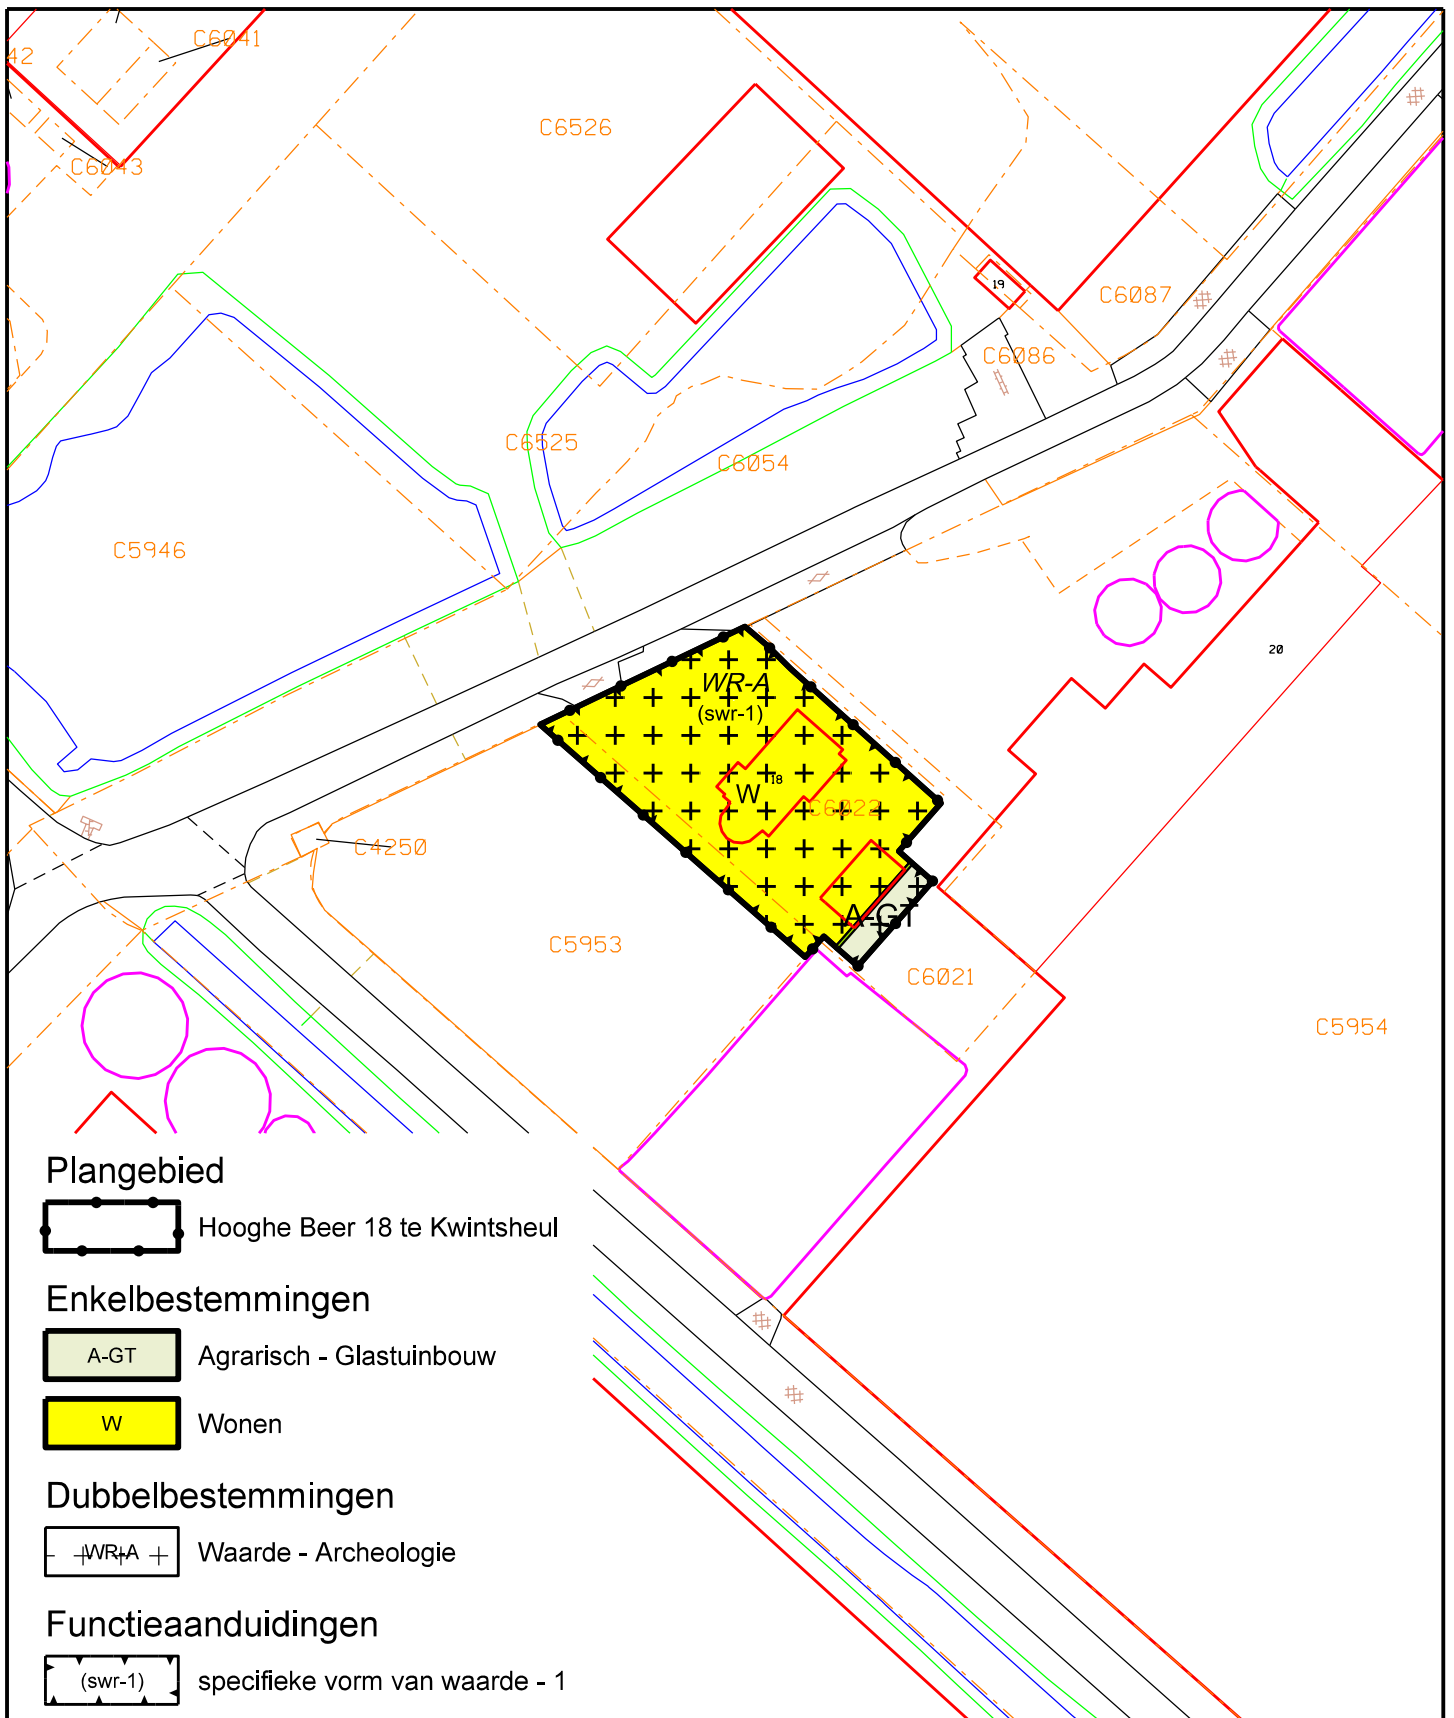 C6041
42
C6526
C6043
19
C6087
C6086
C6525
C6054
C5946
20
WR-A
(swr-1)
18
W
C6022
C4250
A-GT
C5953
C6021
C5954
Plangebied
Hooghe Beer 18 te Kwintsheul
Enkelbestemmingen
A-GT Agrarisch - Glastuinbouw
W Wonen
Dubbelbestemmingen
WR-A Waarde - Archeologie
Functieaanduidingen
(swr-1) specifieke vorm van waarde - 1